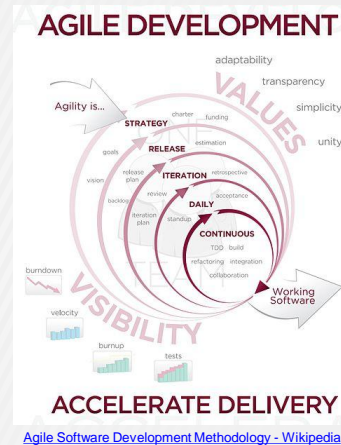 AGILE DEVELOPMENT
adaptability
transparency
simplicity
unity
VALUES
Agility is...
charter
funding
STRATEGY
ONE
goals
estimation
RELEASE
vision
release
plan
retrospective
ITERATION
review
acceptance
backlog
DAILY
iteration
plan
standup
CONTINUOUS
TDD build
refactoring integration
collaboration
TEAM
Working
Software
VISIBILITY
burndown
velocity
burnup
tests
ACCELERATE DELIVERY
Agile Software Development Methodology - Wikipedia